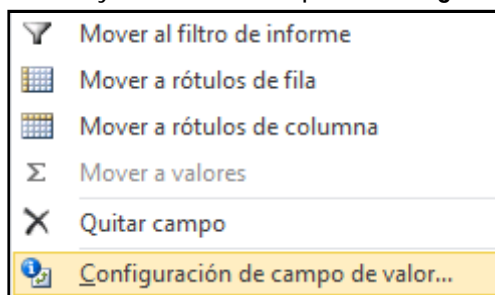 Mover al filtro de informe
Mover a rótulos de fila
Mover a rótulos de columna
Σ Mover a valores
Quitar campo
Configuración de campo de valor...